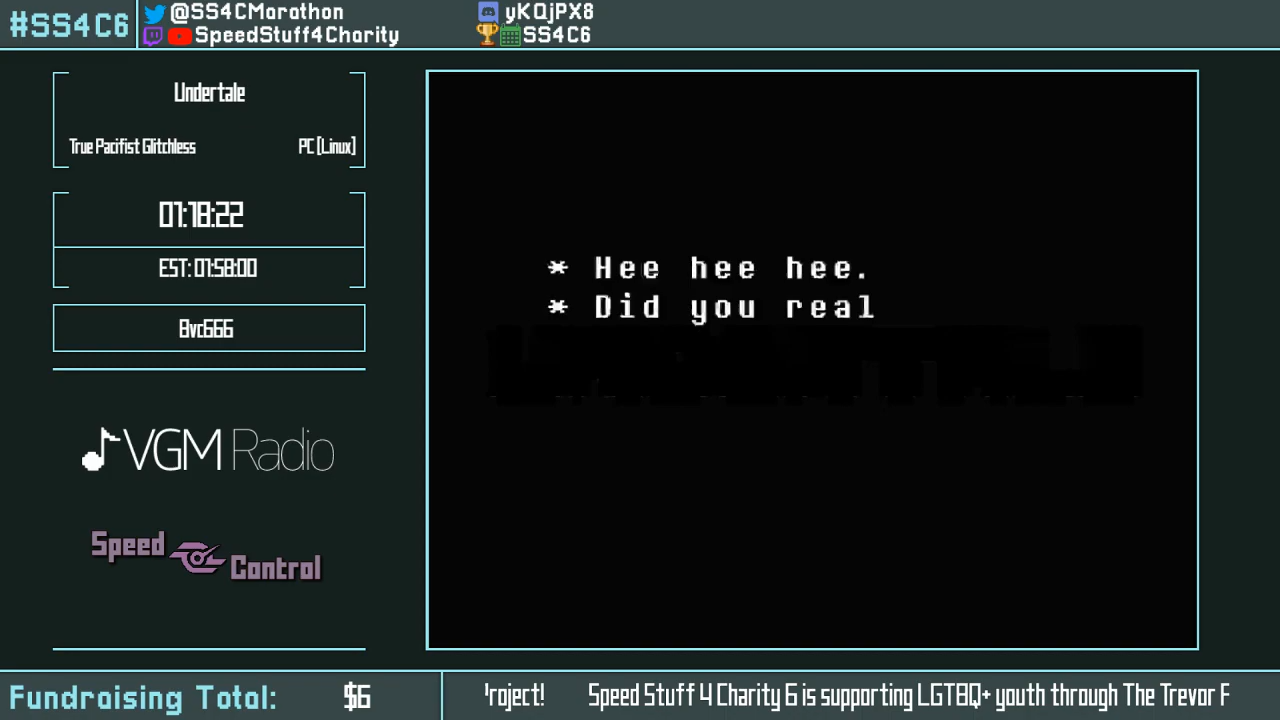 #SS4C6
@SS4CMarathon
SpeedStuff4Charity
yKQjPX8
SS4C6
Undertale
True Pacifist Glitchless
PC [Linux]
01:18:22
EST: 01:58:00
8vc666
* Hee hee hee.
* Did you real
VGM Radio
Speed
Control
Fundraising Total: $6
roject! Speed Stuff 4 Charity 6 is supporting LGTBQ+ youth through The Trevor F